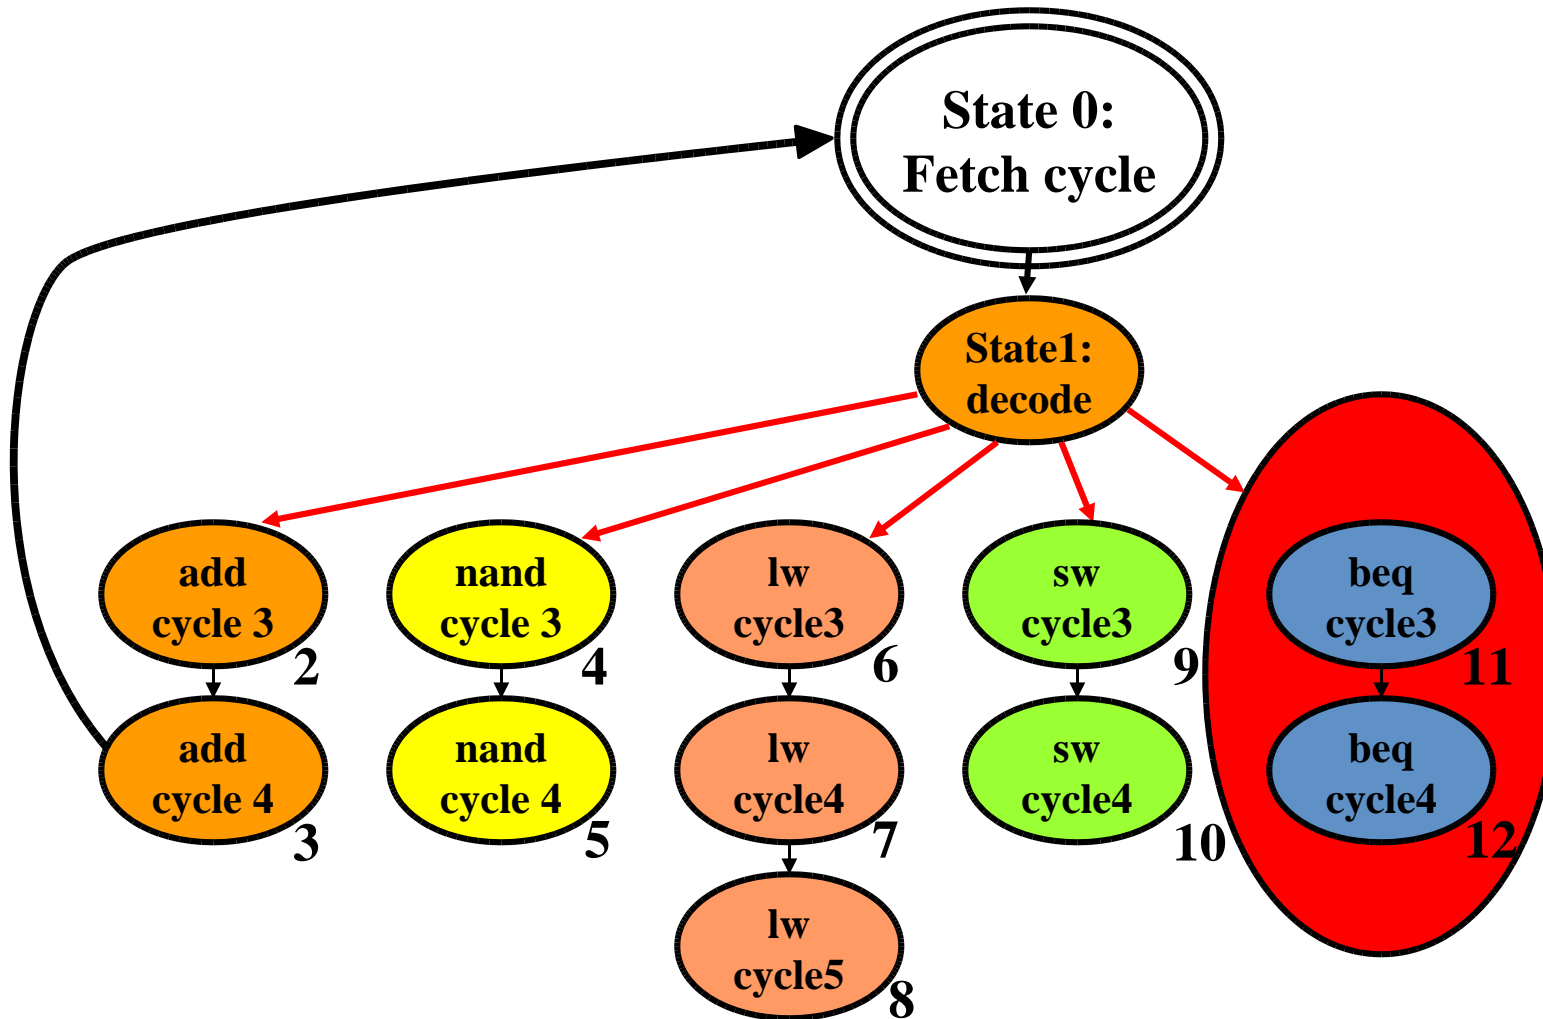 State 0:
Fetch cycle
State1:
decode
add
cycle 3
2
nand
cycle 3
4
lw
cycle3
6
sw
cycle3
9
beq
cycle3
11
add
cycle 4
3
nand
cycle 4
5
lw
cycle4
7
sw
cycle4
10
beq
cycle4
12
lw
cycle5
8